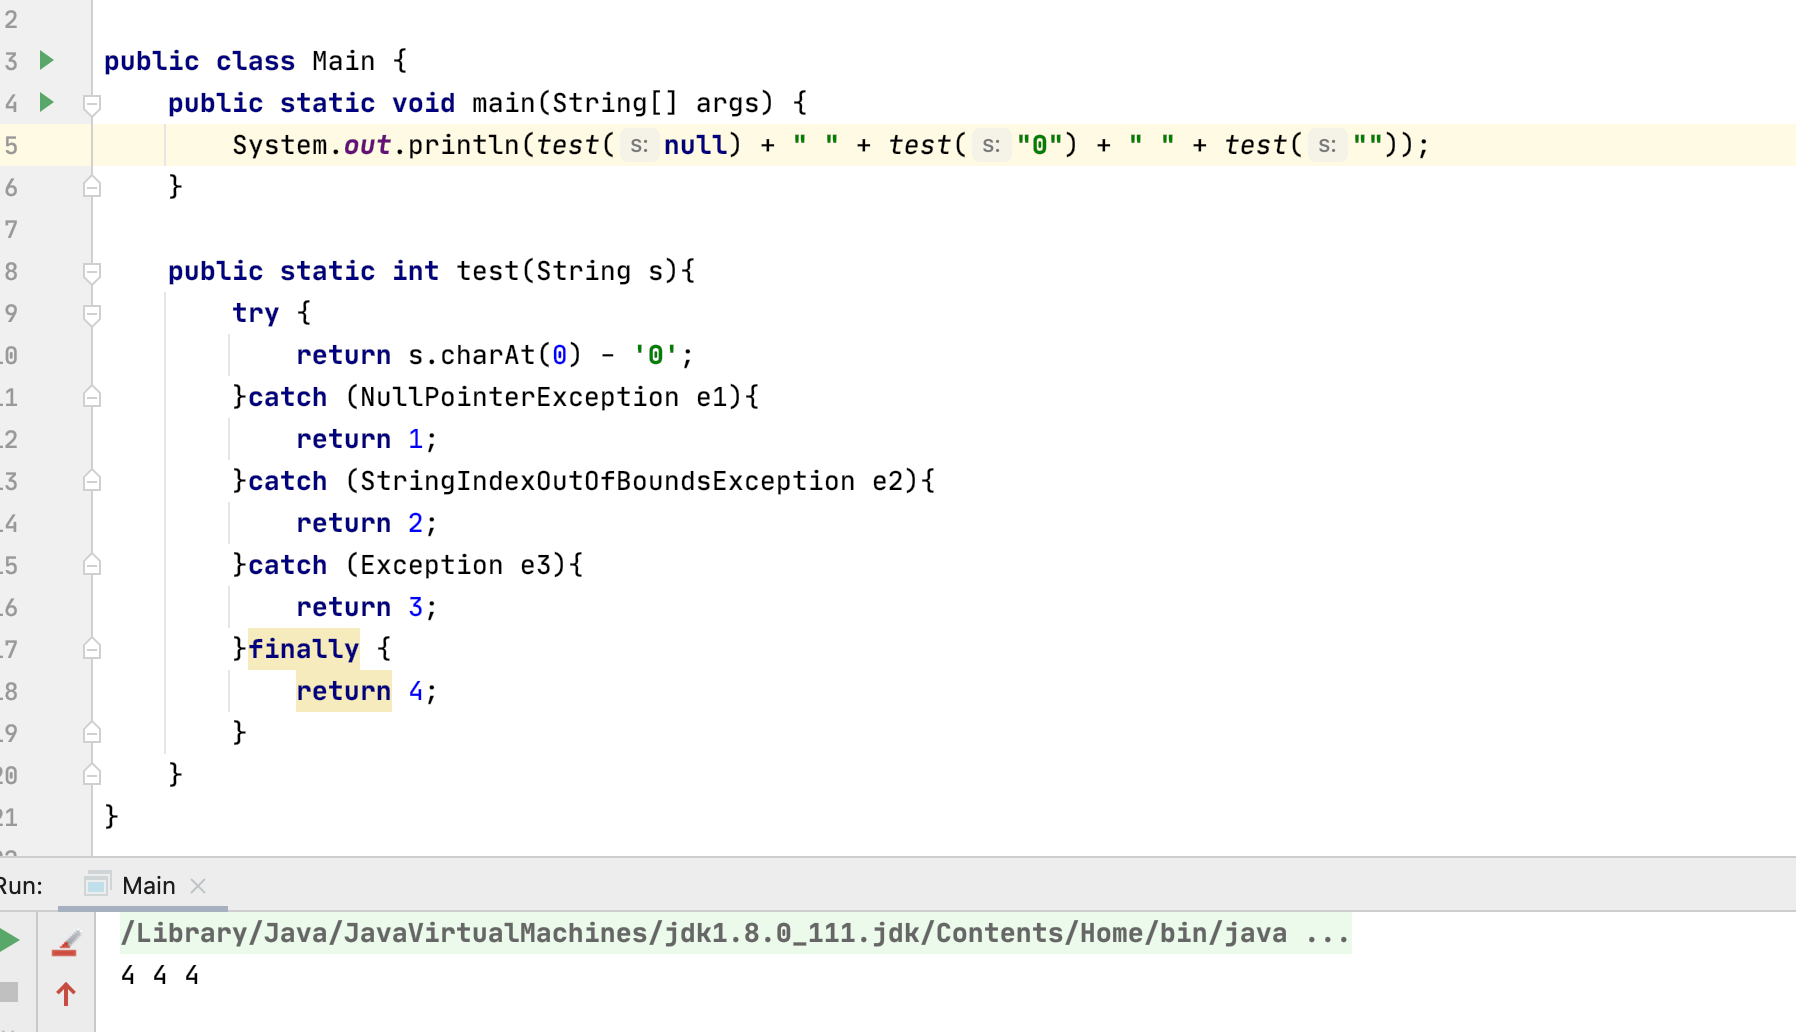 2
3 public class Main {
4 public static void main(String[] args) {
5 System.out.println(test( s: null) + " " + test( s: "0") + " " + test( s: ""));
6 }
7
8 public static int test(String s){
9 try {
10 return s.charAt(0) - '0';
11 }catch (NullPointerException e1){
12 return 1;
13 }catch (StringIndexOutOfBoundsException e2){
14 return 2;
15 }catch (Exception e3){
16 return 3;
17 }finally {
18 return 4;
19 }
20 }
21 }
Run: Main
/Library/Java/JavaVirtualMachines/jdk1.8.0_111.jdk/Contents/Home/bin/java ...
4 4 4